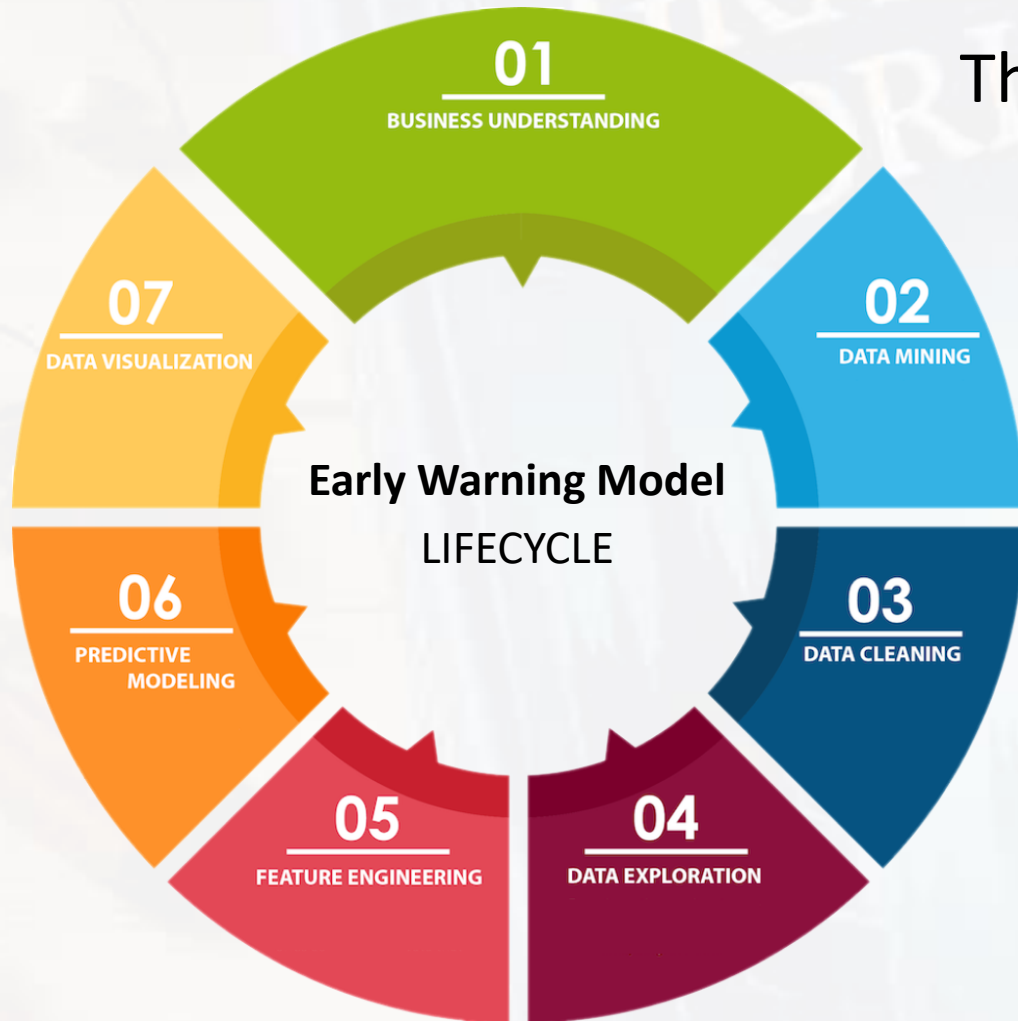 01
BUSINESS UNDERSTANDING
02
DATA MINING
03
DATA CLEANING
04
DATA EXPLORATION
05
FEATURE ENGINEERING
06
PREDICTIVE
MODELING
07
DATA VISUALIZATION
Early Warning Model
LIFECYCLE